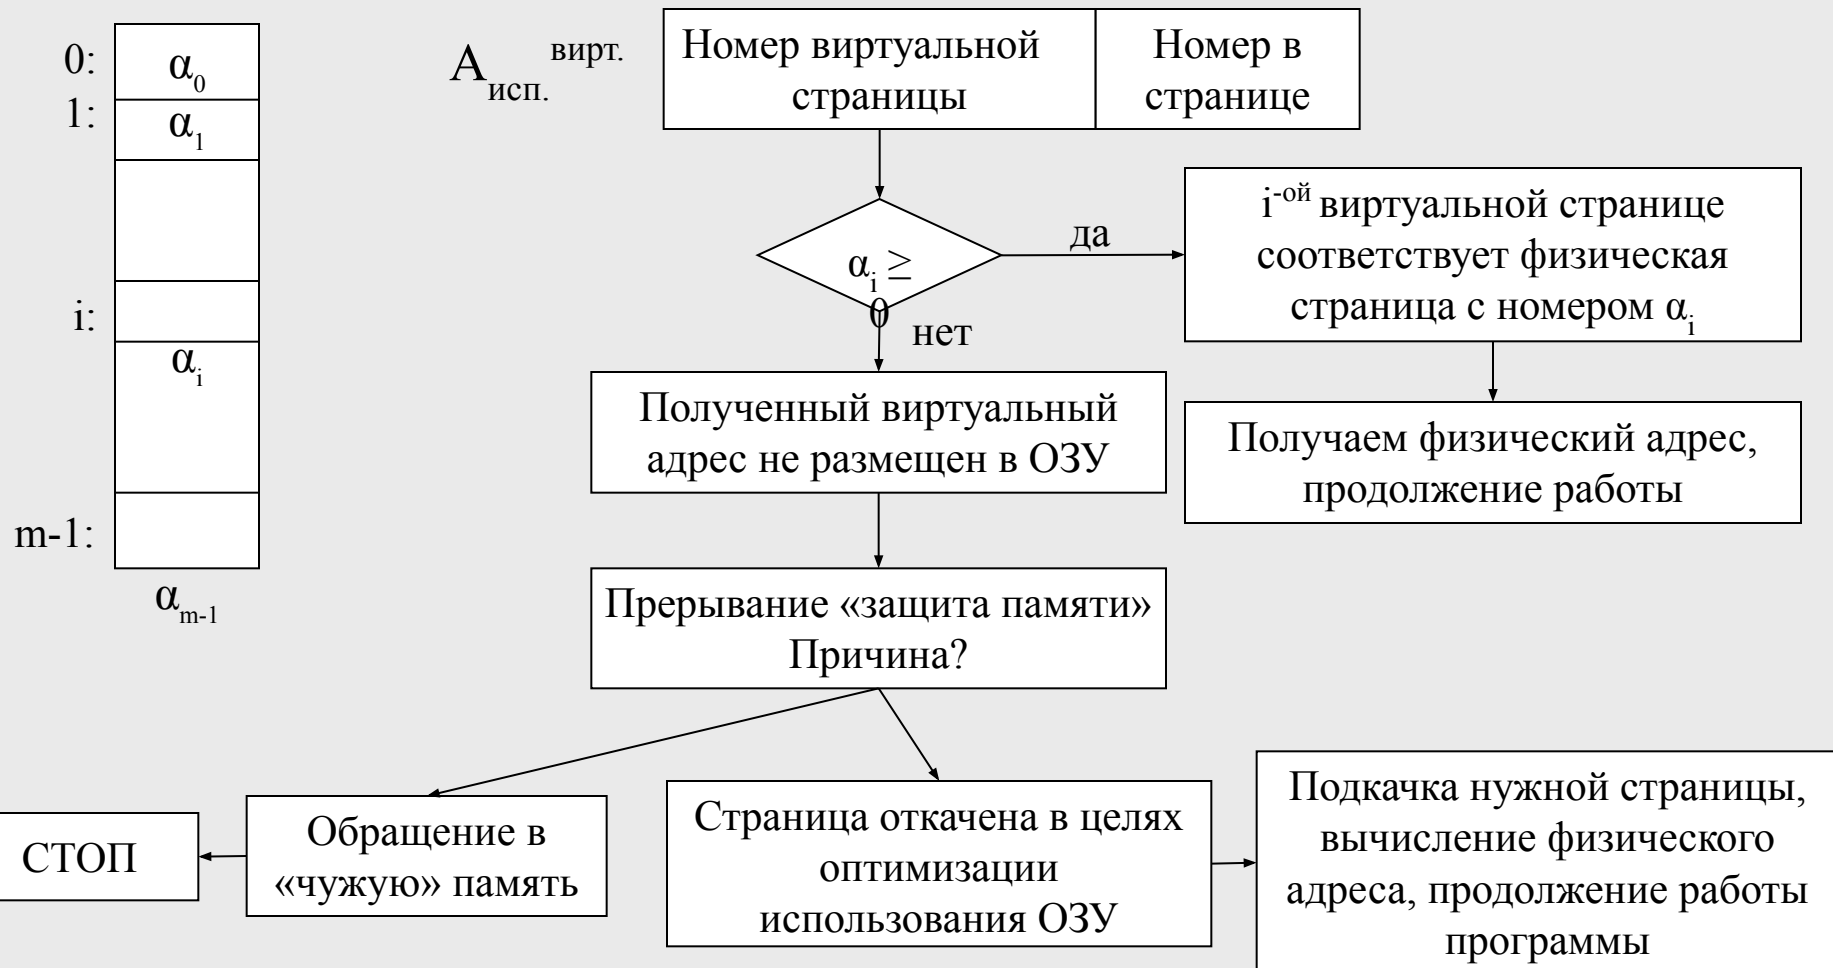 0:
α₀
1:
α₁
i:
αᵢ
m-1:
αₘ₋₁
Aисп. вирт.
Номер виртуальной
страницы
Номер в
странице
αᵢ ≥
0
да
нет
i-ой виртуальной странице
соответствует физическая
страница с номером αᵢ
Получаем физический адрес,
продолжение работы
Полученный виртуальный
адрес не размещен в ОЗУ
Прерывание «защита памяти»
Причина?
Обращение в
«чужую» память
СТОП
Страница откачена в целях
оптимизации
использования ОЗУ
Подкачка нужной страницы,
вычисление физического
адреса, продолжение работы
программы